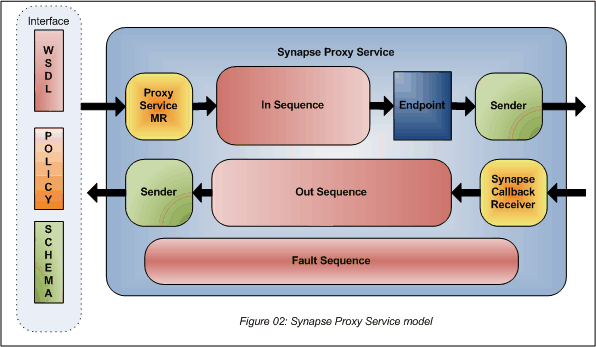 Interface
W
S
D
L
P
O
L
I
C
Y
S
C
H
E
M
A
Synapse Proxy Service
Proxy
Service
MR
In Sequence
Endpoint
Sender
Sender
Out Sequence
Synapse
Callback
Receiver
Fault Sequence
Figure 02: Synapse Proxy Service model